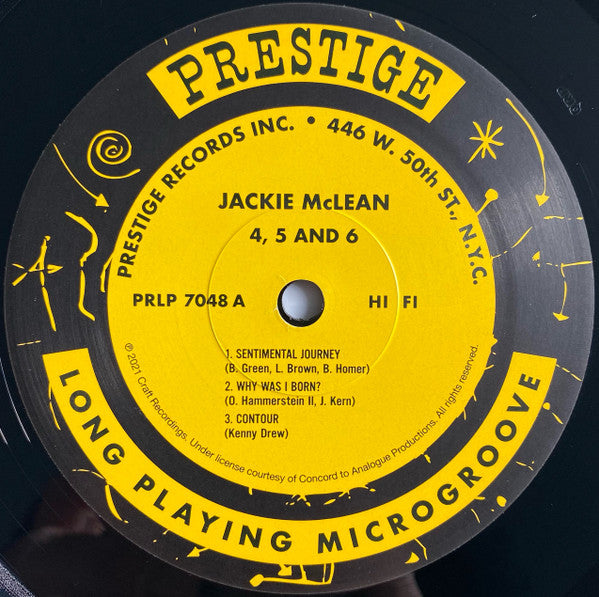 PRESTIGE
PRESTIGE RECORDS INC. • 446 W. 50th ST., N.Y.C.
JACKIE McLEAN
4, 5 AND 6
PRLP 7048 A HI FI
1. SENTIMENTAL JOURNEY
(B. Green, L. Brown, B. Homer)
2. WHY WAS I BORN?
(O. Hammerstein II, J. Kern)
3. CONTOUR
(Kenny Drew)
℗ 2021 Craft Recordings. Under license courtesy of Concord to Analogue Productions. All rights reserved.
LONG PLAYING MICROGROOVE